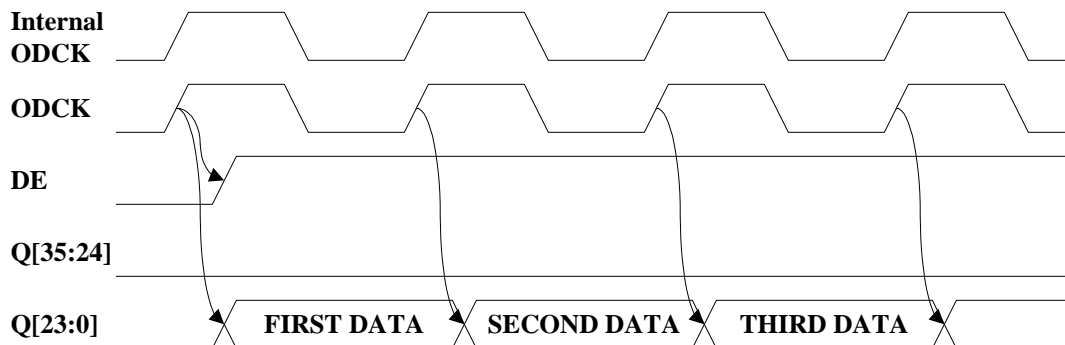 Internal
ODCK
ODCK
DE
Q[35:24]
Q[23:0] FIRST DATA SECOND DATA THIRD DATA